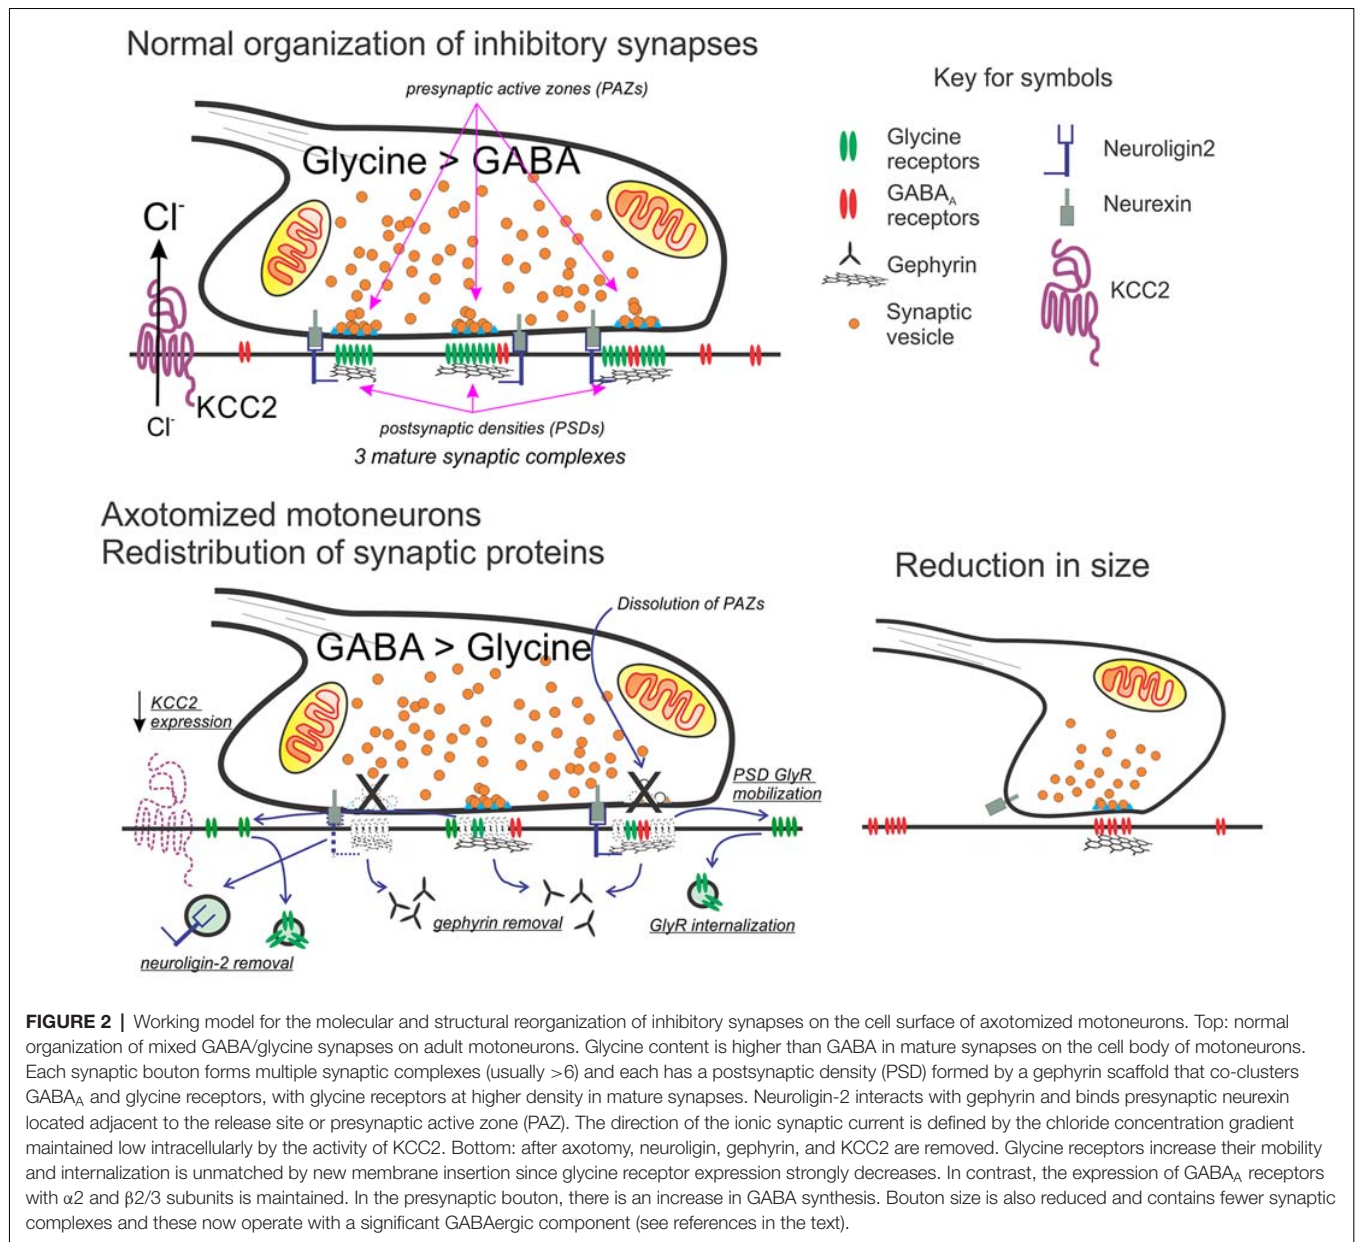 Normal organization of inhibitory synapses
presynaptic active zones (PAZs)
Glycine > GABA
Cl-
KCC2
Cl-
postsynaptic densities (PSDs)
3 mature synaptic complexes
Key for symbols
Glycine
receptors
GABAA
receptors
Gephyrin
Synaptic
vesicle
Neuroligin2
Neurexin
KCC2
Axotomized motoneurons
Redistribution of synaptic proteins
Dissolution of PAZs
GABA > Glycine
KCC2
expression
PSD GlyR
mobilization
gephyrin removal
GlyR internalization
neuroligin-2 removal
Reduction in size
FIGURE 2 | Working model for the molecular and structural reorganization of inhibitory synapses on the cell surface of axotomized motoneurons. Top: normal
organization of mixed GABA/glycine synapses on adult motoneurons. Glycine content is higher than GABA in mature synapses on the cell body of motoneurons.
Each synaptic bouton forms multiple synaptic complexes (usually >6) and each has a postsynaptic density (PSD) formed by a gephyrin scaffold that co-clusters
GABAA and glycine receptors, with glycine receptors at higher density in mature synapses. Neuroligin-2 interacts with gephyrin and binds presynaptic neurexin
located adjacent to the release site or presynaptic active zone (PAZ). The direction of the ionic synaptic current is defined by the chloride concentration gradient
maintained low intracellularly by the activity of KCC2. Bottom: after axotomy, neuroligin, gephyrin, and KCC2 are removed. Glycine receptors increase their mobility
and internalization is unmatched by new membrane insertion since glycine receptor expression strongly decreases. In contrast, the expression of GABAA receptors
with α2 and β2/3 subunits is maintained. In the presynaptic bouton, there is an increase in GABA synthesis. Bouton size is also reduced and contains fewer synaptic
complexes and these now operate with a significant GABAergic component (see references in the text).